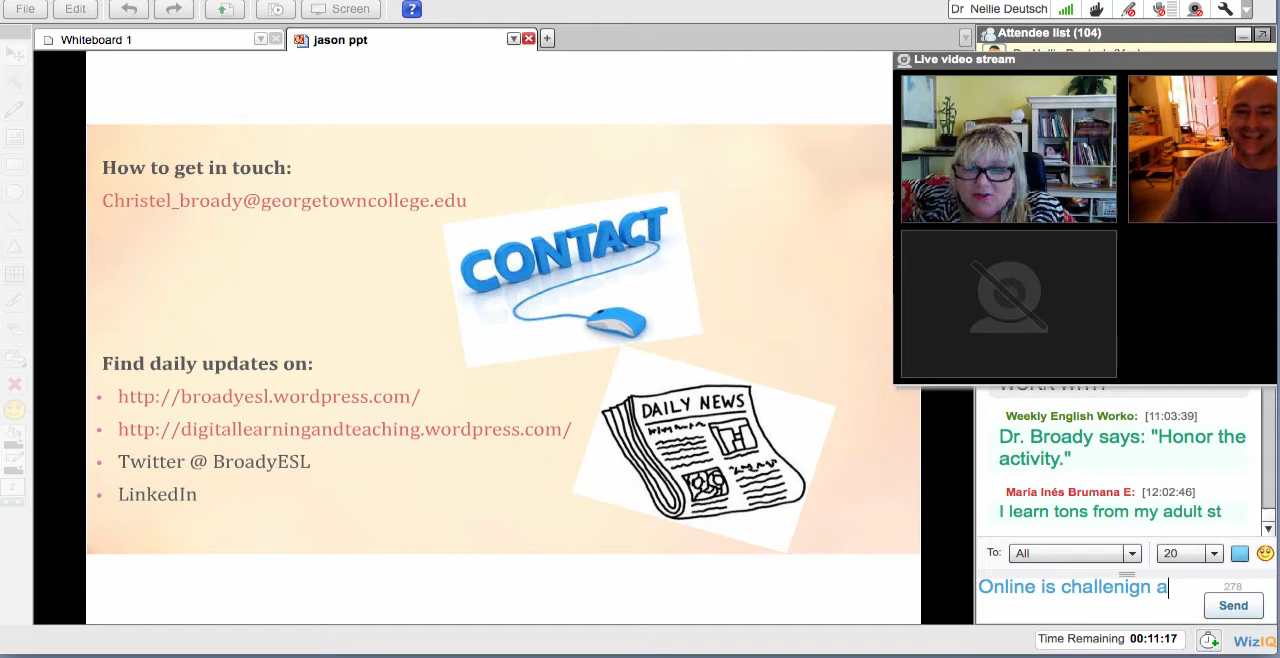 File
Edit
Screen
?
Dr Nellie Deutsch
Whiteboard 1
jason ppt
Attendee list (104)
Live video stream
How to get in touch:
Christel_broady@georgetowncollege.edu
CONTACT
Find daily updates on:
http://broadyesl.wordpress.com/
http://digitallearningandteaching.wordpress.com/
Twitter @ BroadyESL
LinkedIn
DAILY NEWS
Weekly English Worko: [11:03:39]
Dr. Broady says: "Honor the
activity."
María Inés Brumana E: [12:02:46]
I learn tons from my adult st
To: All 20
Online is challenign a
278
Send
2
Time Remaining 00:11:17
WizIQ